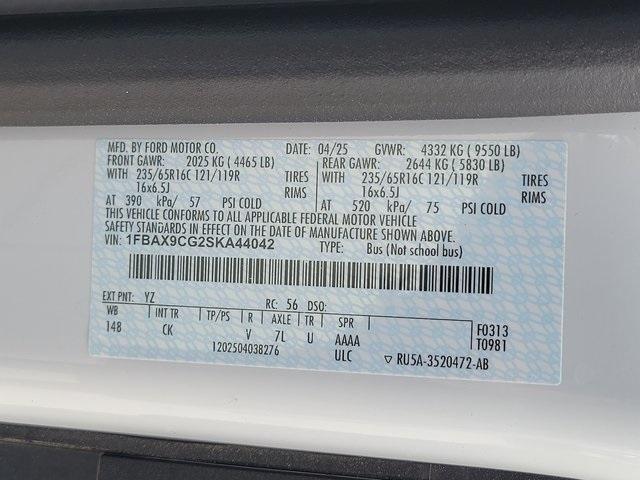 MFD. BY FORD MOTOR CO. DATE: 04/25 GVWR: 4332 KG ( 9550 LB)
FRONT GAWR: 2025 KG ( 4465 LB) REAR GAWR: 2644 KG ( 5830 LB)
WITH 235/65R16C 121/119R TIRES WITH 235/65R16C 121/119R TIRES
16x6.5J RIMS 16x6.5J RIMS
AT 390 kPa/ 57 PSI COLD AT 520 kPa/ 75 PSI COLD
THIS VEHICLE CONFORMS TO ALL APPLICABLE FEDERAL MOTOR VEHICLE
SAFETY STANDARDS IN EFFECT ON THE DATE OF MANUFACTURE SHOWN ABOVE.
VIN: 1FBAX9CG2SKA44042 TYPE: Bus (Not school bus)
EXT PNT: YZ RC: 56 DSO:
WB INT TR TP/PS R AXLE TR SPR F0313
148 CK V 7L U AAAA T0981
1202504038276 ULC ▽ RU5A-3520472-AB